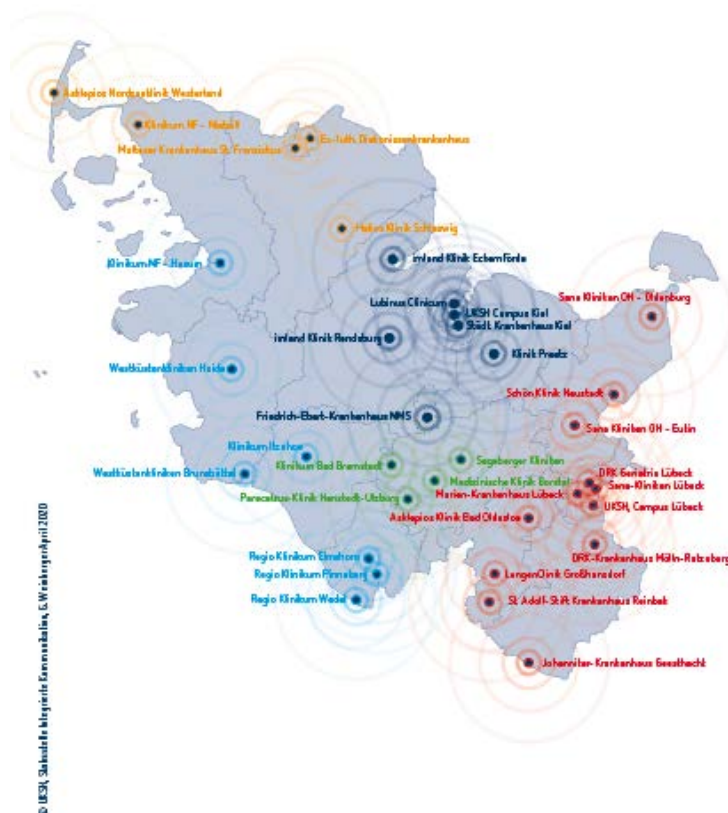 Asklepios Nordseeklinik Westerland
Klinikum NF - Niebüll
Ev.-luth. Diakonissenkrankenhaus
Malteser Krankenhaus St. Franziskus
Helios Klinik Schleswig
Klinikum NF - Husum
imland Klinik Eckernförde
Sana Kliniken OH - Oldenburg
Lubinus Clinicum
UKSH Campus Kiel
Städt. Krankenhaus Kiel
imland Klinik Rendsburg
Klinik Preetz
Westküstenkliniken Heide
Schön Klinik Neustadt
Friedrich-Ebert-Krankenhaus NMS
Sana Kliniken OH - Eutin
Klinikum Itzehoe
Klinikum Bad Bramstedt
Segeberger Kliniken
Westküstenkliniken Brunsbüttel
DRK Geriatrie Lübeck
Medizinische Klinik Borstel
Sana-Kliniken Lübeck
Marien-Krankenhaus Lübeck
Paracelsus-Klinik Henstedt-Ulzburg
UKSH, Campus Lübeck
Asklepios Klinik Bad Oldesloe
DRK-Krankenhaus Mölln-Ratzeburg
Regio Klinikum Elmshorn
Regio Klinikum Pinneberg
LungenClinik Großhansdorf
Regio Klinikum Wedel
St. Adolf-Stift Krankenhaus Reinbek
Johanniter-Krankenhaus Geesthacht
© UKSH, Stabsstelle Integrierte Kommunikation, G. Weinberger April 2020